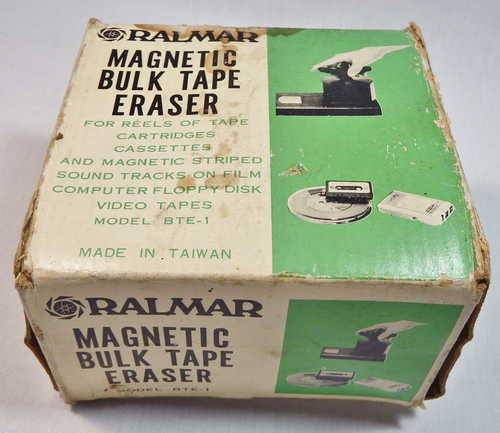 RALMAR
MAGNETIC
BULK TAPE
ERASER
FOR REELS OF TAPE
CARTRIDGES
CASSETTES
AND MAGNETIC STRIPED
SOUND TRACKS ON FILM
COMPUTER FLOPPY DISK
VIDEO TAPES
MODEL BTE-1
MADE IN TAIWAN
RALMAR
MAGNETIC
BULK TAPE
ERASER
MODEL BTE-1